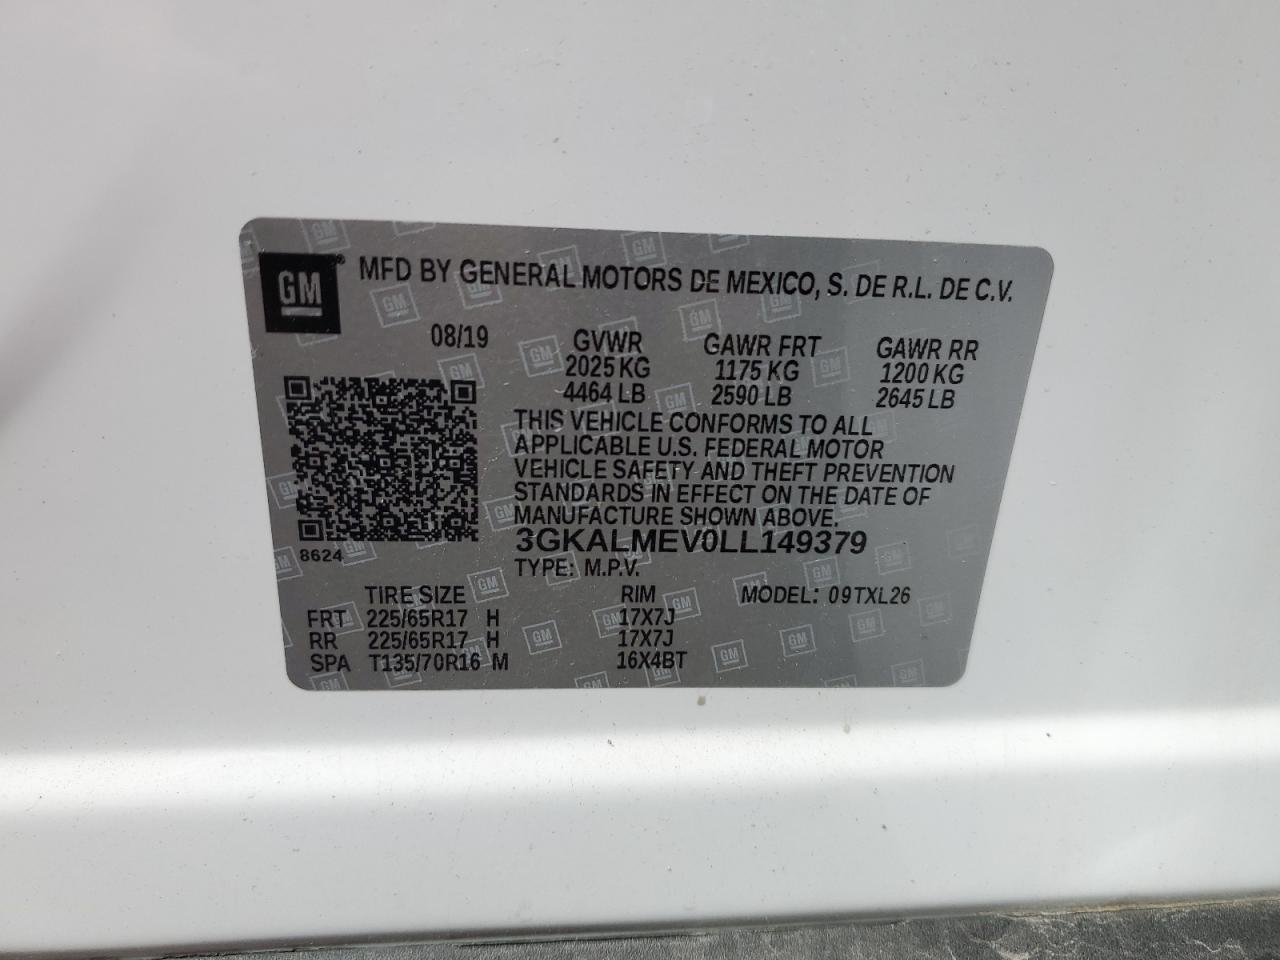 GM® MFD BY GENERAL MOTORS DE MEXICO, S. DE R.L. DE C.V.
08/19 GVWR GAWR FRT GAWR RR
2025 KG 1175 KG 1200 KG
4464 LB 2590 LB 2645 LB
THIS VEHICLE CONFORMS TO ALL
APPLICABLE U.S. FEDERAL MOTOR
VEHICLE SAFETY AND THEFT PREVENTION
STANDARDS IN EFFECT ON THE DATE OF
MANUFACTURE SHOWN ABOVE.
8624 3GKALMEV0LL149379
TYPE: M.P.V.
TIRE SIZE RIM MODEL: 09TXL26
FRT 225/65R17 H 17X7J
RR 225/65R17 H 17X7J
SPA T135/70R16 M 16X4BT